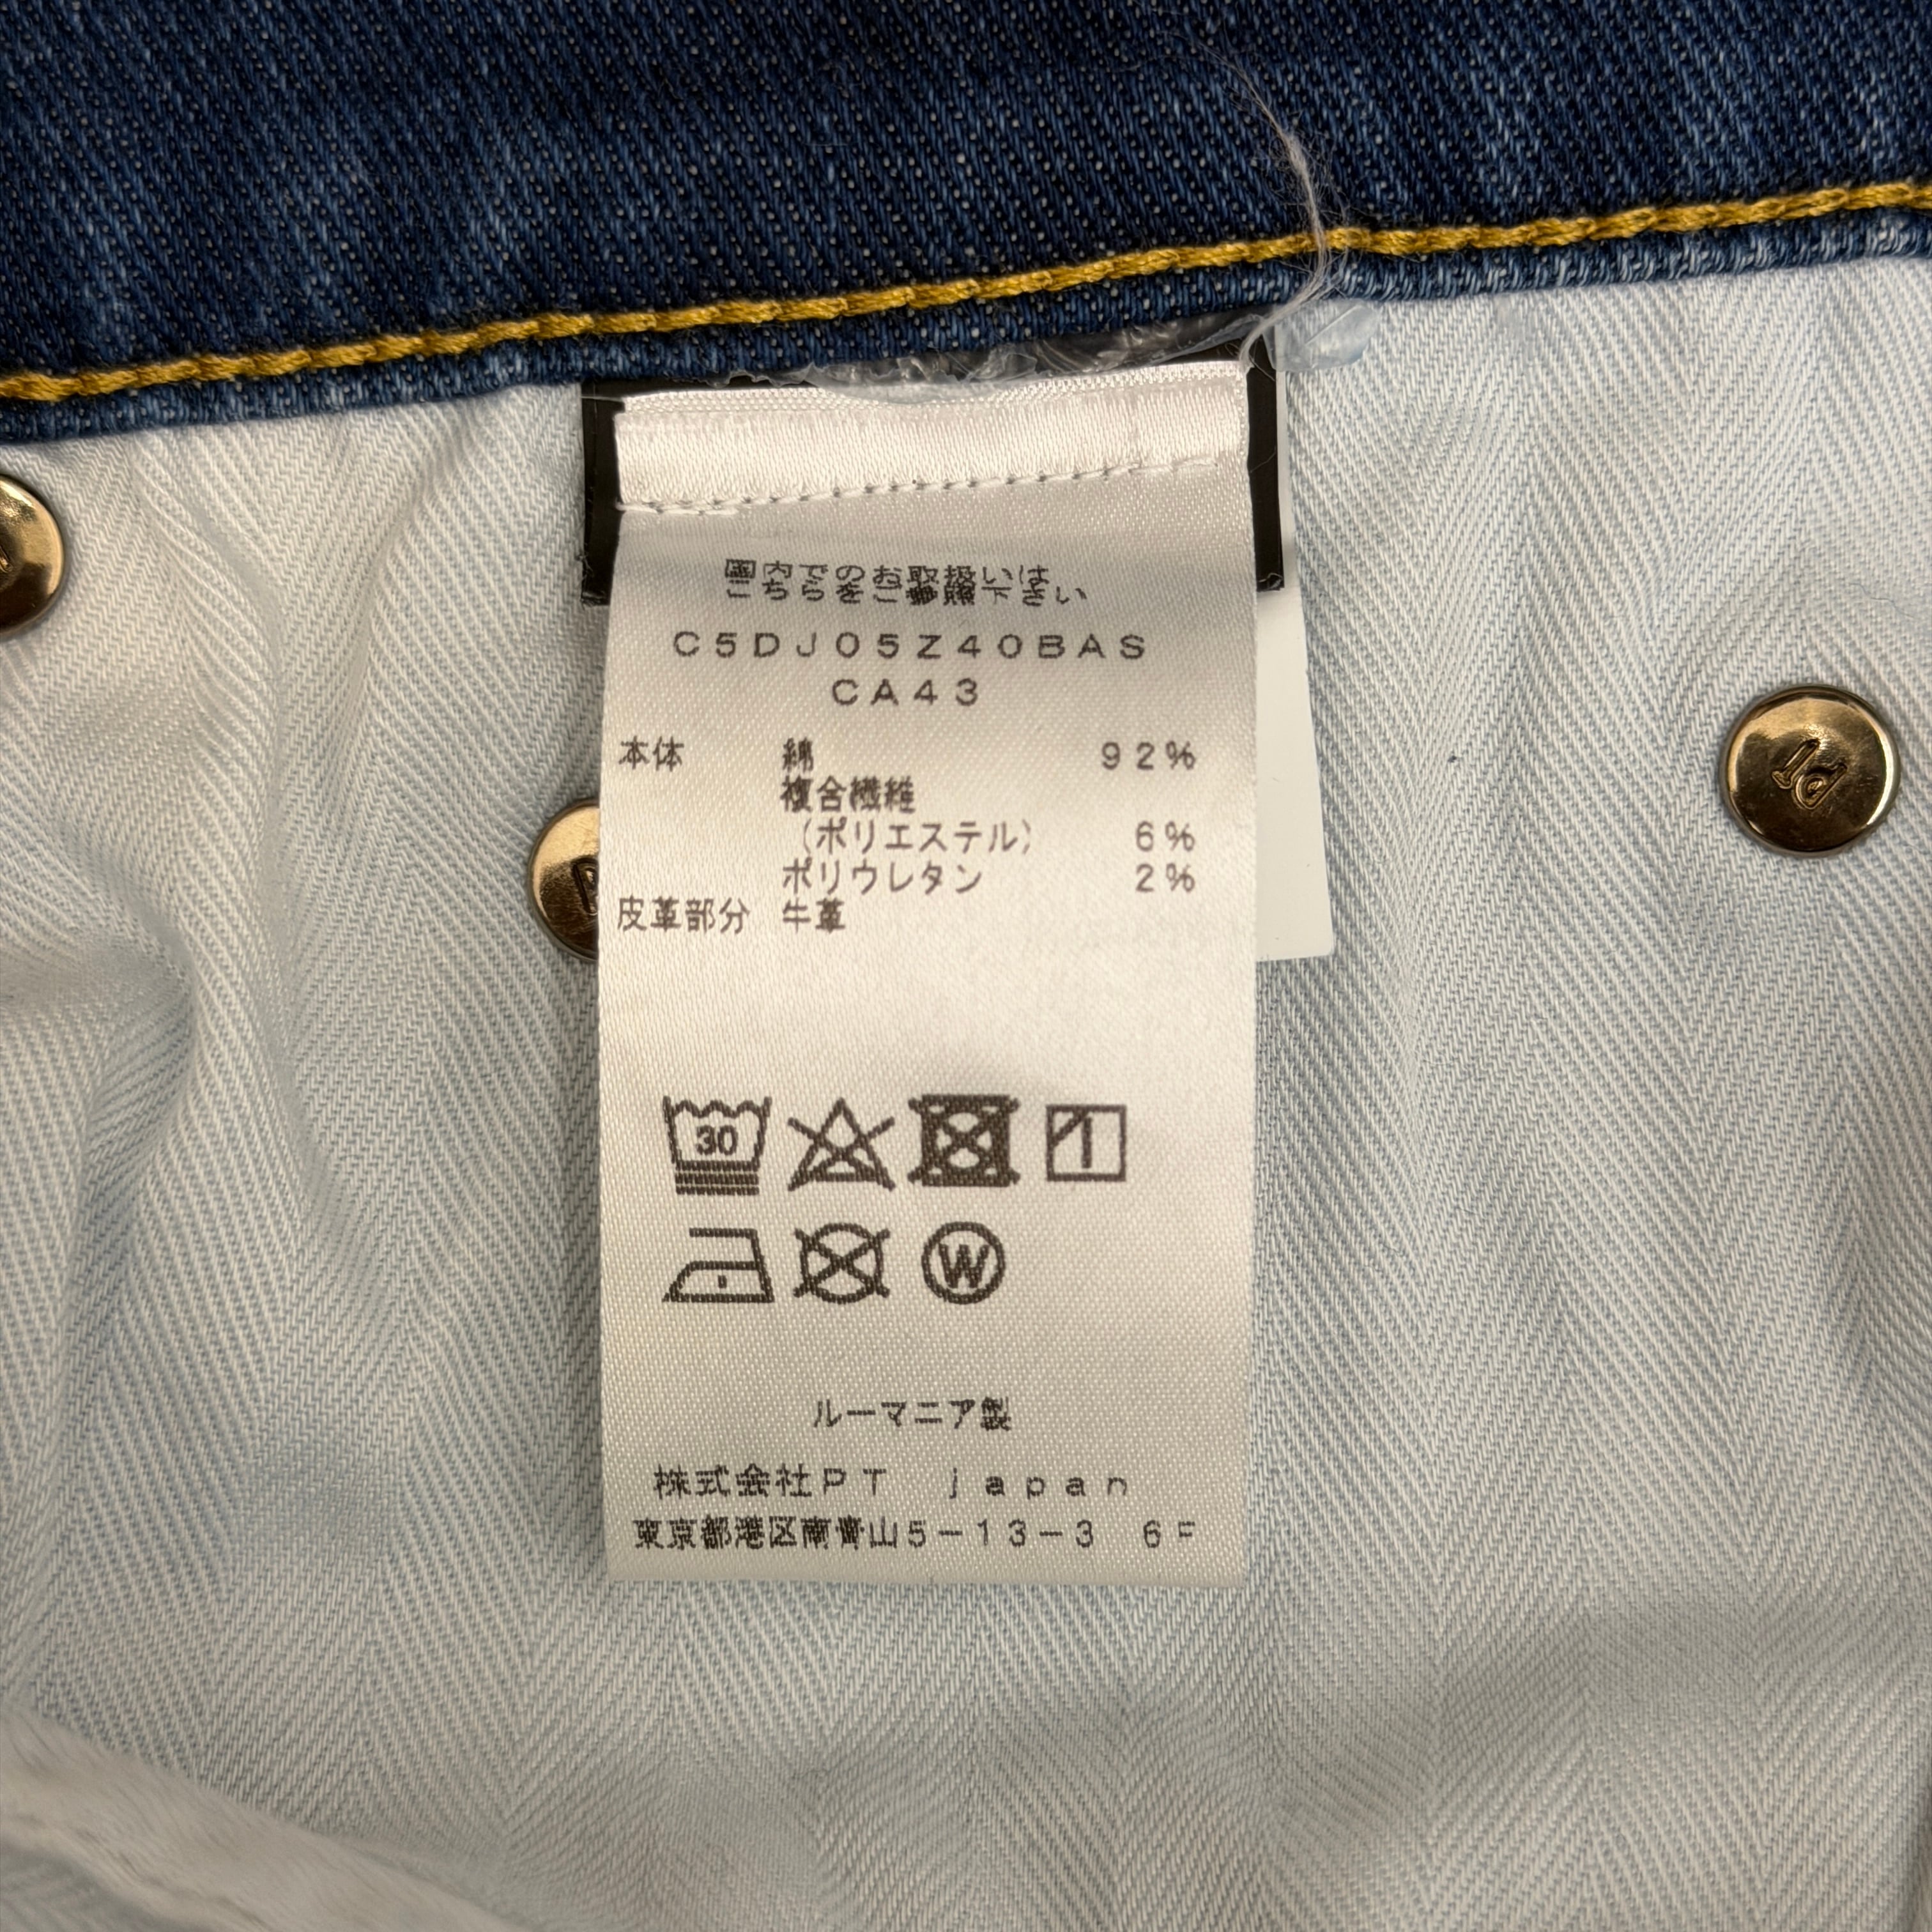 国内でのお取扱いは
こちらをご参照下さい
C5DJ05Z40BAS
CA43
本体 綿 92%
複合繊維
(ポリエステル) 6%
ポリウレタン 2%
皮革部分 牛革
30
W
ルーマニア製
株式会社PT japan
東京都港区南青山5-13-3 6F